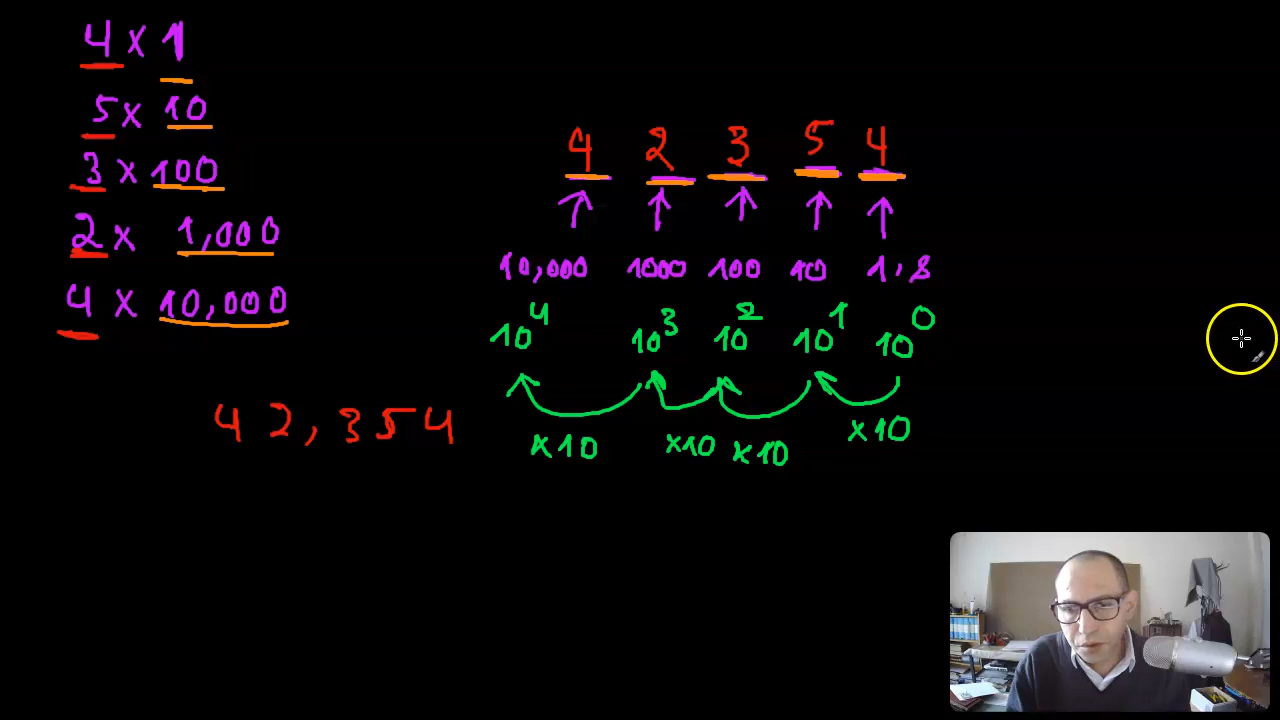 4 x 1
5 x 10
3 x 100
2 x 1,000
4 x 10,000
42,354
4 2 3 5 4
10,000 1000 100 10 1's
10⁴ 10³ 10² 10¹ 10⁰
x10 x10 x10 x10